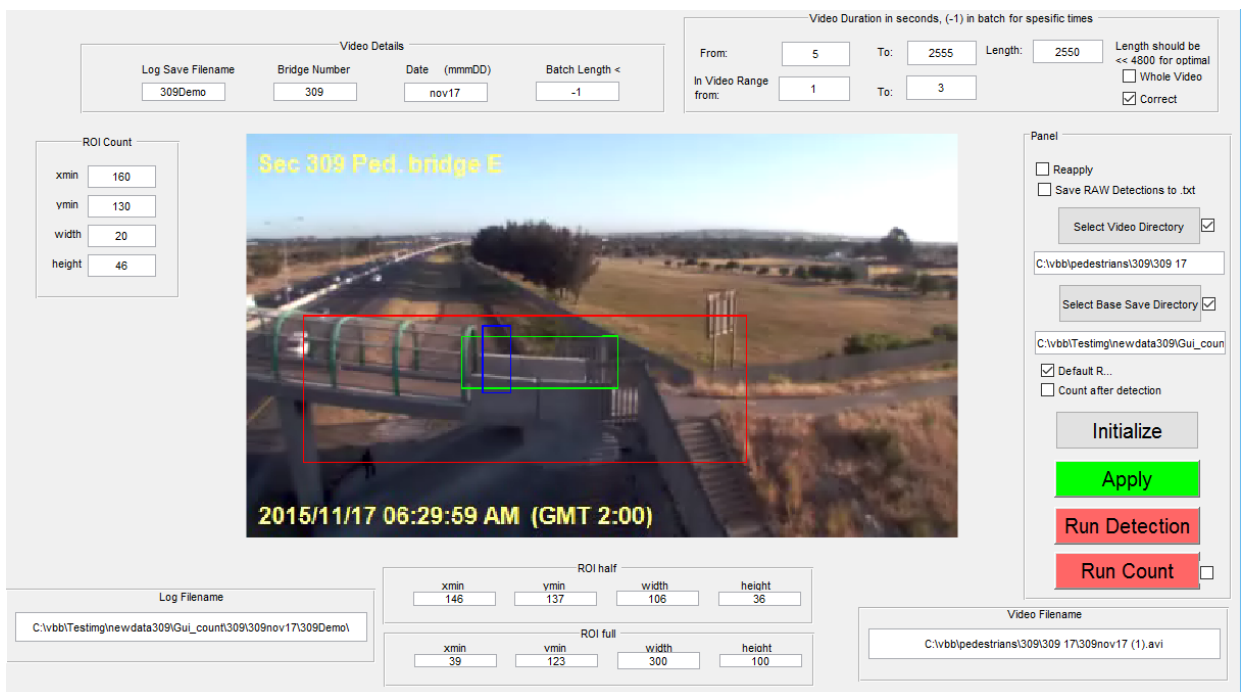 Video Duration in seconds, (-1) in batch for spesific times
From: 5 To: 2555 Length: 2550 Length should be << 4800 for optimal
In Video Range from: 1 To: 3
Whole Video
Correct
Video Details
Log Save Filename Bridge Number Date (mmmDD) Batch Length <
309Demo 309 nov17 -1
ROI Count
xmin 160
ymin 130
width 20
height 46
Sec 309 Ped. bridge E
2015/11/17 06:29:59 AM (GMT 2:00)
Panel
Reapply
Save RAW Detections to .txt
Select Video Directory
C:\vbb\pedestrians\309\309 17
Select Base Save Directory
C:\vbb\Testimg\newdata309\Gui_coun
Default R...
Count after detection
Initialize
Apply
Run Detection
Run Count
ROI half
xmin ymin width height
146 137 106 36
ROI full
xmin ymin width height
39 123 300 100
Log Filename
C:\vbb\Testimg\newdata309\Gui_count\309\309nov17\309Demo\
Video Filename
C:\vbb\pedestrians\309\309 17\309nov17 (1).avi